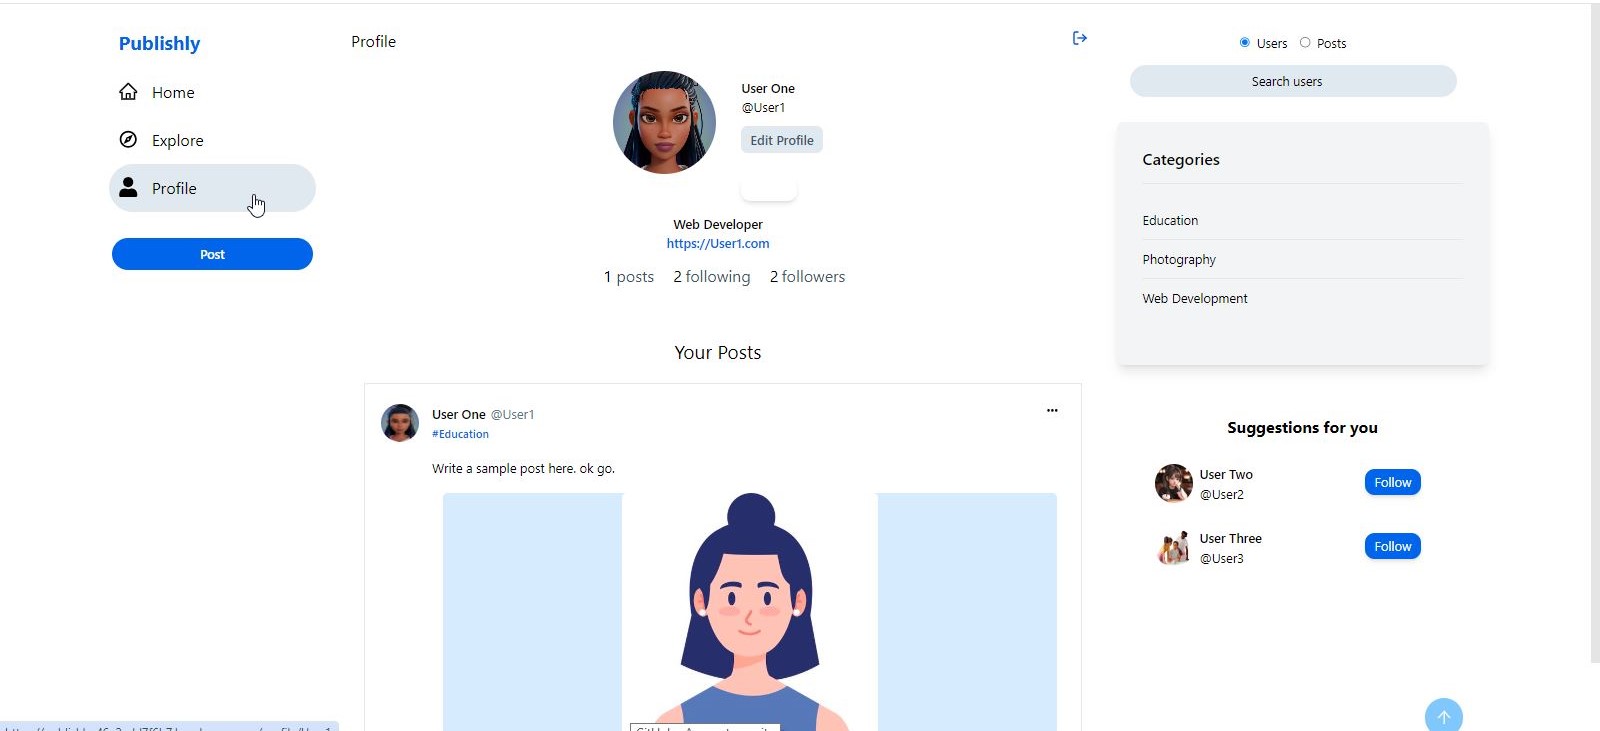 Publishly
Home
Explore
Profile
Post
Profile
User One
@User1
Edit Profile
Web Developer
https://User1.com
1 posts 2 following 2 followers
Your Posts
User One @User1
#Education
Write a sample post here. ok go.
Users Posts
Search users
Categories
Education
Photography
Web Development
Suggestions for you
User Two
@User2
Follow
User Three
@User3
Follow